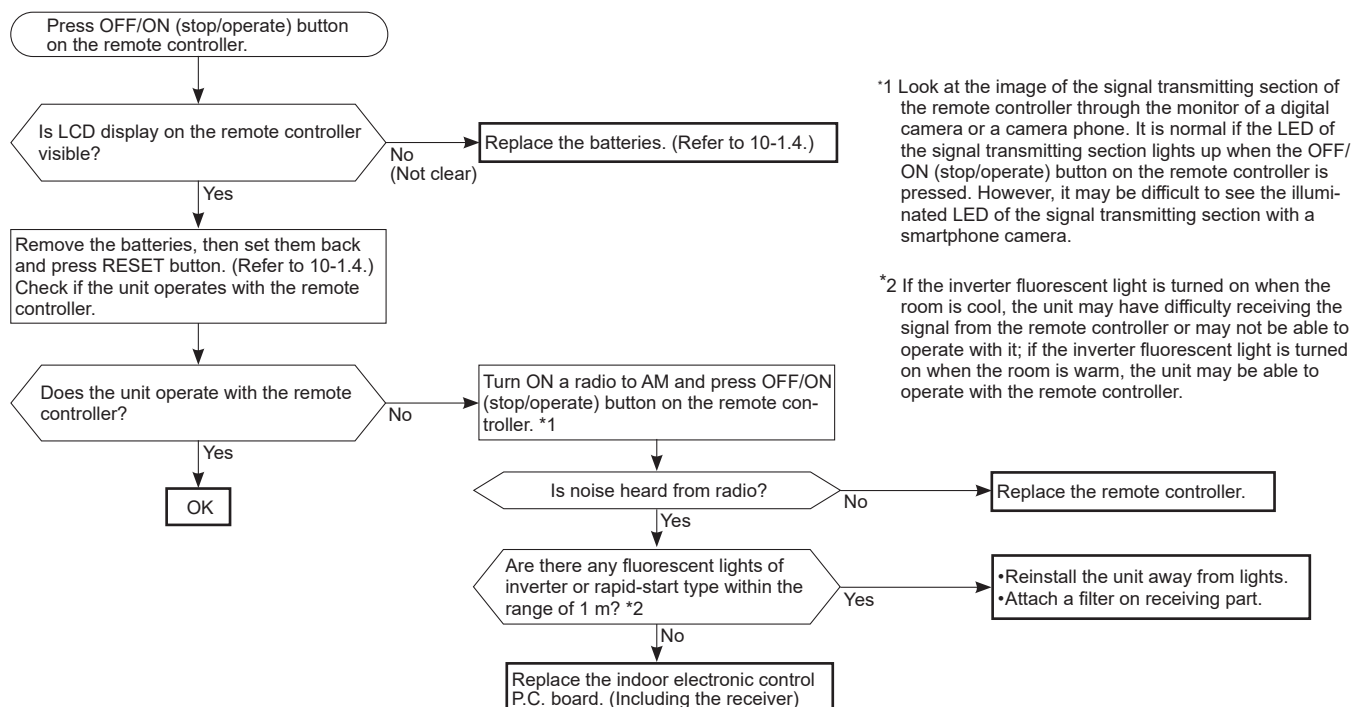 Press OFF/ON (stop/operate) button
on the remote controller.
Is LCD display on the remote controller
visible?
No
(Not clear)
Replace the batteries. (Refer to 10-1.4.)
Yes
Remove the batteries, then set them back
and press RESET button. (Refer to 10-1.4.)
Check if the unit operates with the remote
controller.
Does the unit operate with the remote
controller?
No
Yes
OK
Turn ON a radio to AM and press OFF/ON
(stop/operate) button on the remote con-
troller. *1
Is noise heard from radio?
No
Replace the remote controller.
Yes
Are there any fluorescent lights of
inverter or rapid-start type within the
range of 1 m? *2
Yes
•Reinstall the unit away from lights.
•Attach a filter on receiving part.
No
Replace the indoor electronic control
P.C. board. (Including the receiver)
*1 Look at the image of the signal transmitting section of
the remote controller through the monitor of a digital
camera or a camera phone. It is normal if the LED of
the signal transmitting section lights up when the OFF/
ON (stop/operate) button on the remote controller is
pressed. However, it may be difficult to see the illumi-
nated LED of the signal transmitting section with a
smartphone camera.
*2 If the inverter fluorescent light is turned on when the
room is cool, the unit may have difficulty receiving the
signal from the remote controller or may not be able to
operate with it; if the inverter fluorescent light is turned
on when the room is warm, the unit may be able to
operate with the remote controller.